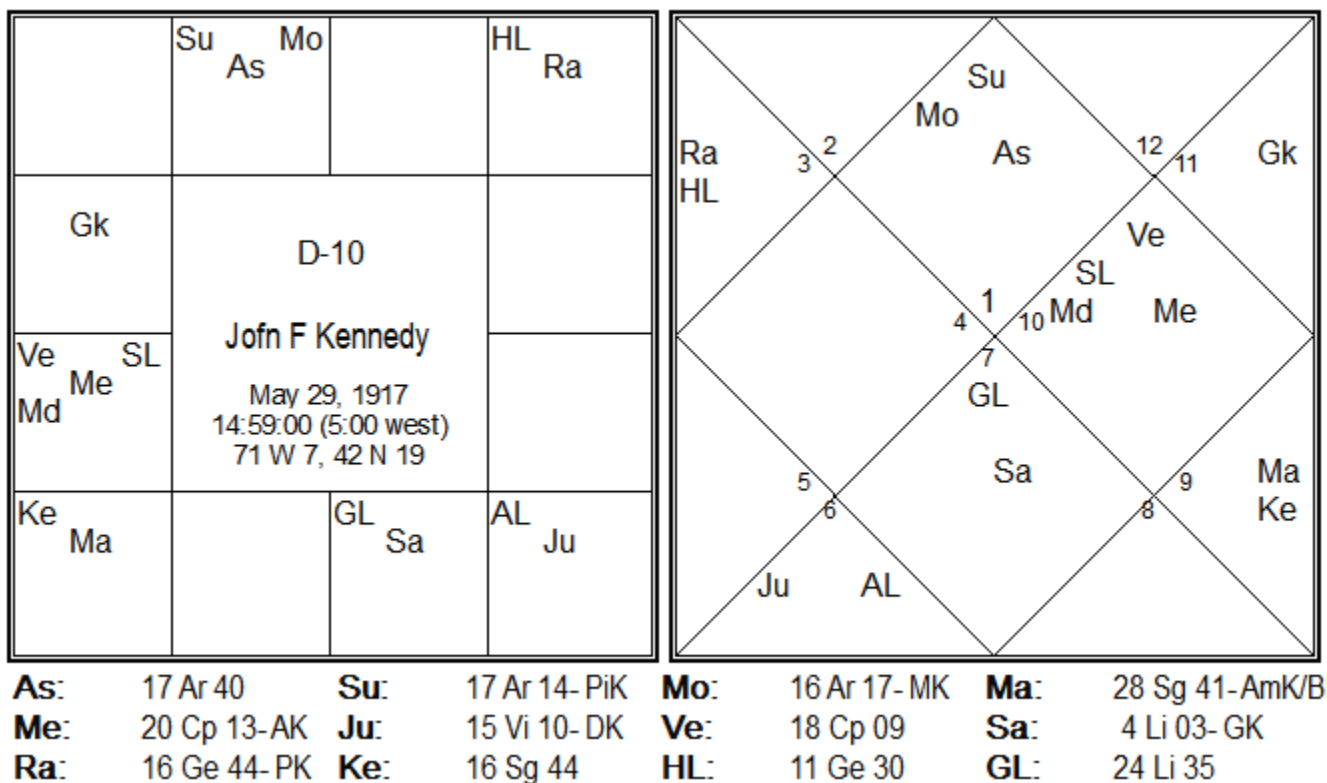 Su Mo
As
HL
Ra
Gk
Ve SL
Me
Md
Ke
Ma
GL
Sa
AL
Ju
D-10
Jofn F Kennedy
May 29, 1917
14:59:00 (5:00 west)
71 W 7, 42 N 19
Su
Mo
As
Ra
HL
3
2
12
11
Gk
Ve
SL
Md
Me
1
4
10
7
GL
Sa
5
6
8
9
Ma
Ke
Ju
AL
As: 17 Ar 40 Su: 17 Ar 14- PiK Mo: 16 Ar 17- MK Ma: 28 Sg 41- AmK/B
Me: 20 Cp 13- AK Ju: 15 Vi 10- DK Ve: 18 Cp 09 Sa: 4 Li 03- GK
Ra: 16 Ge 44- PK Ke: 16 Sg 44 HL: 11 Ge 30 GL: 24 Li 35